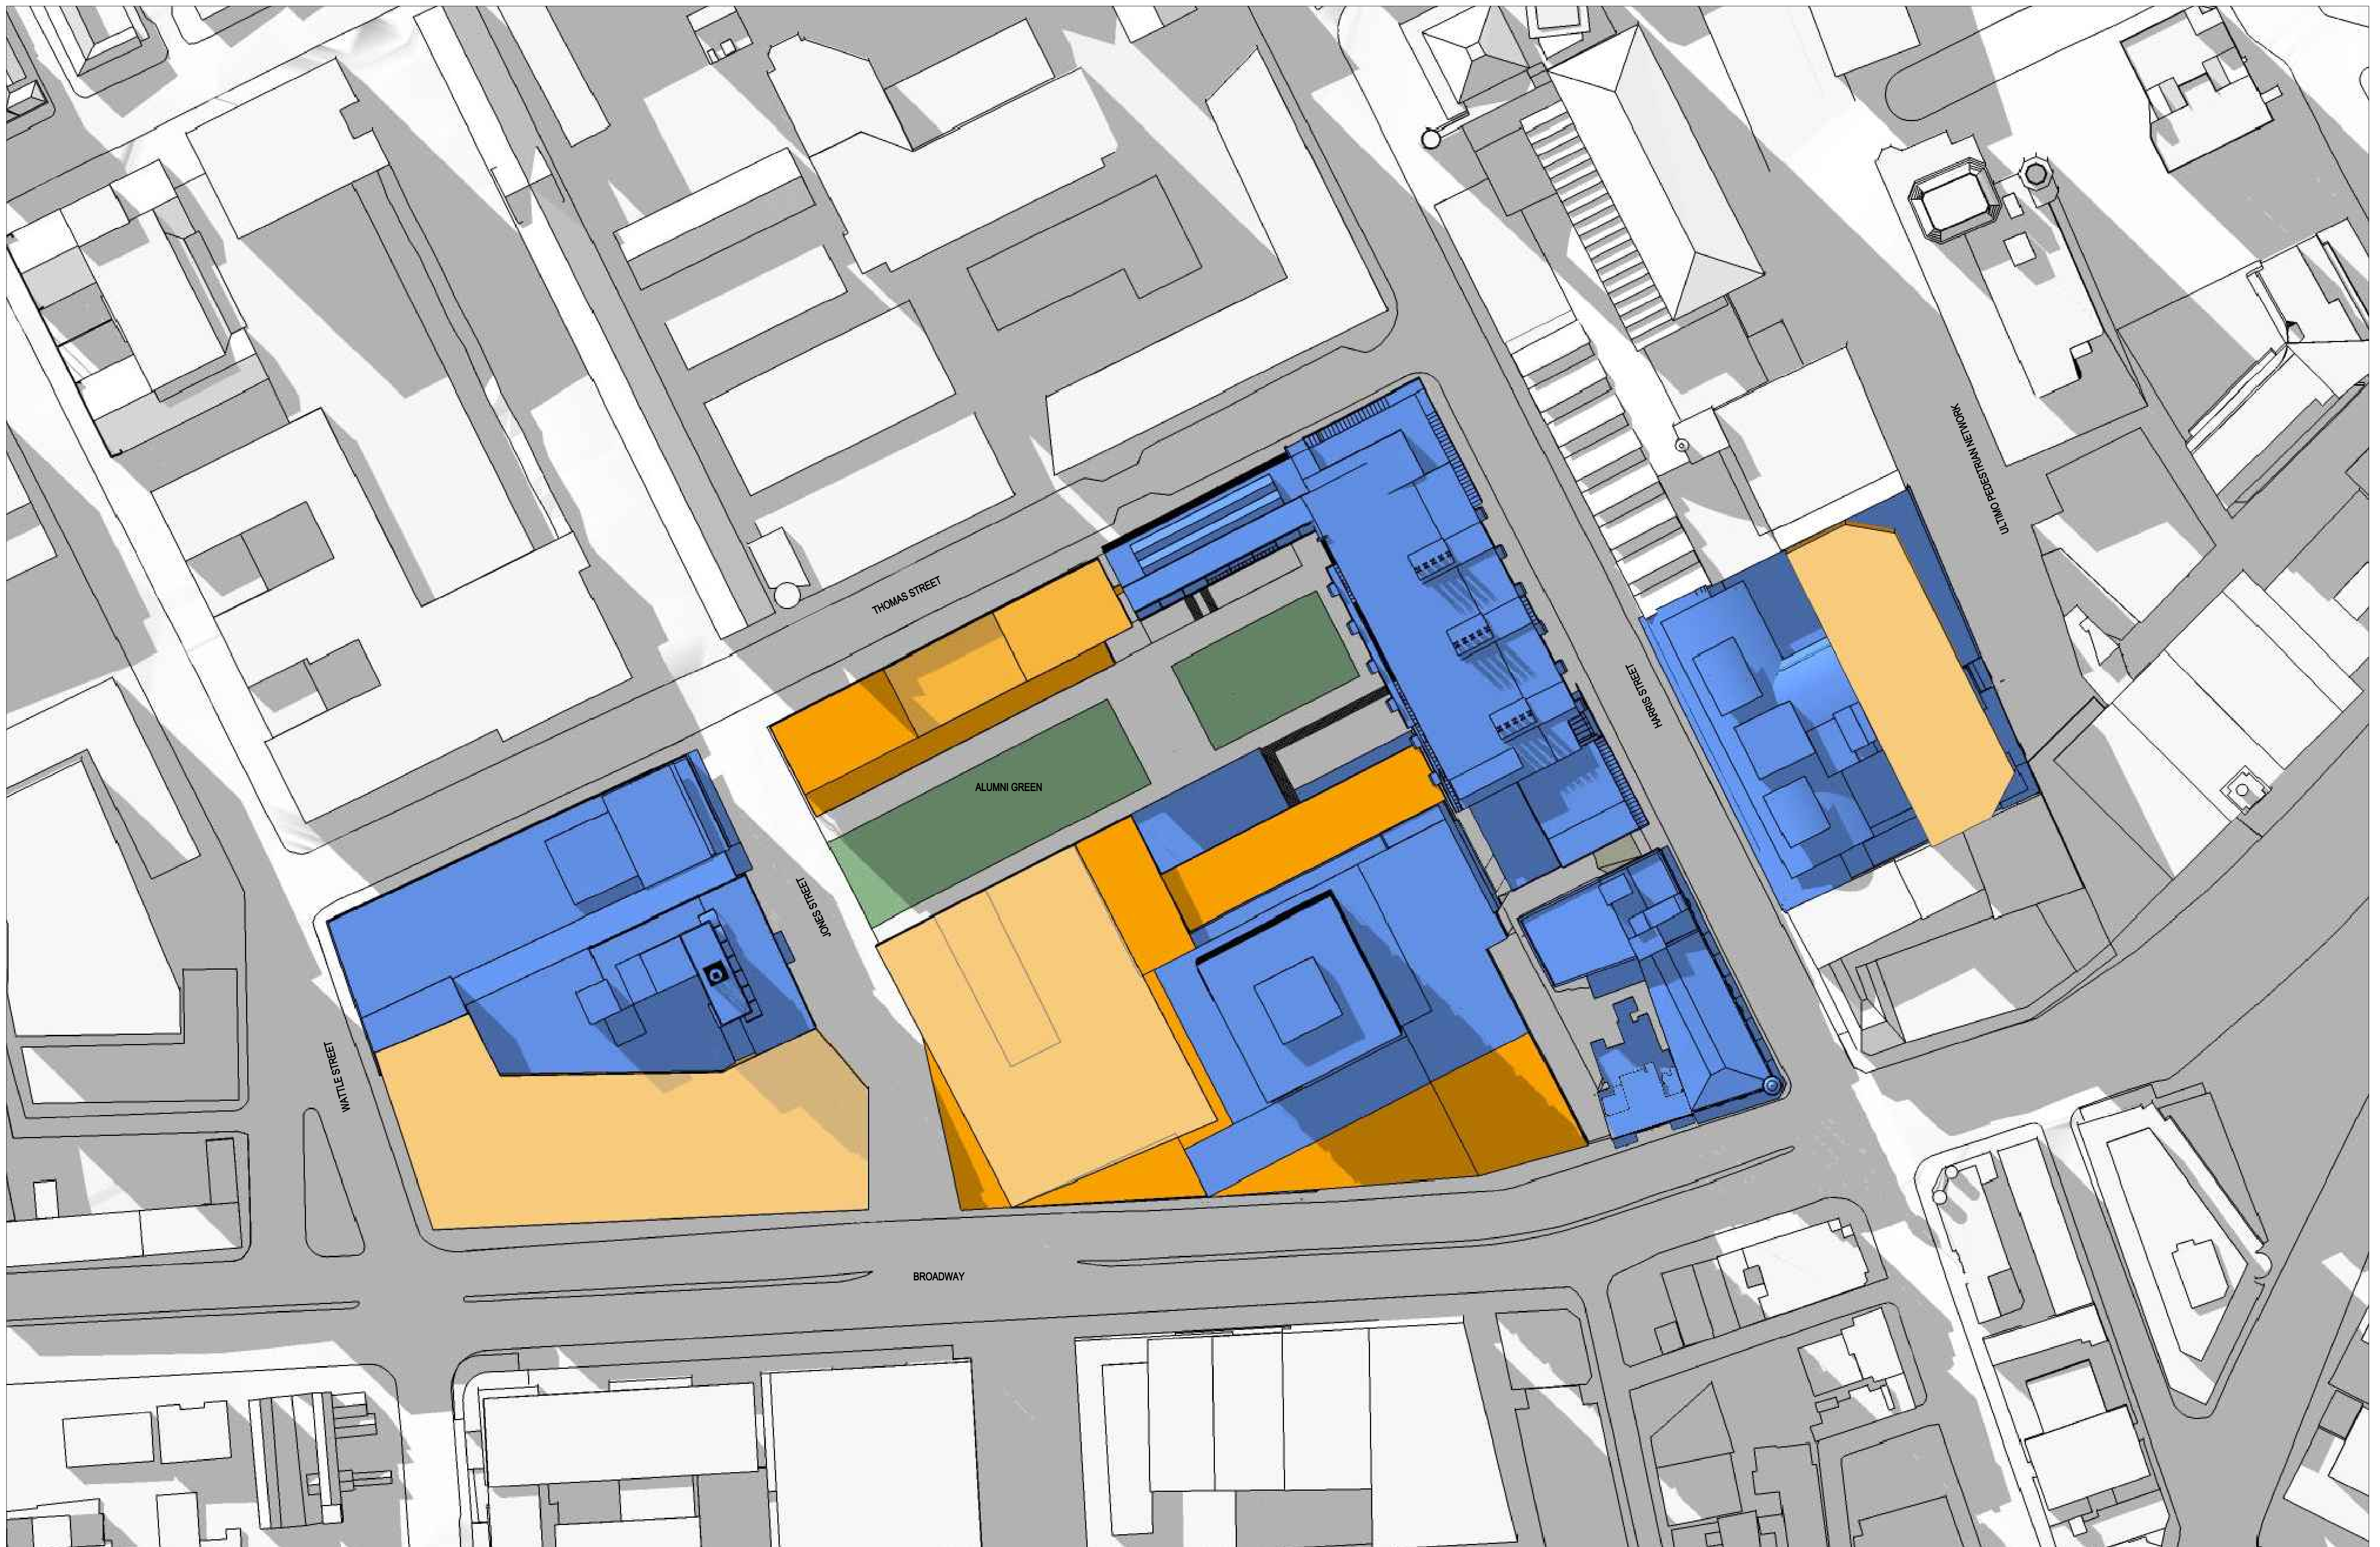 ULTIMO PEDESTRIAN NETWORK
THOMAS STREET
HARRIS STREET
ALUMNI GREEN
JONES STREET
WATTLE STREET
BROADWAY